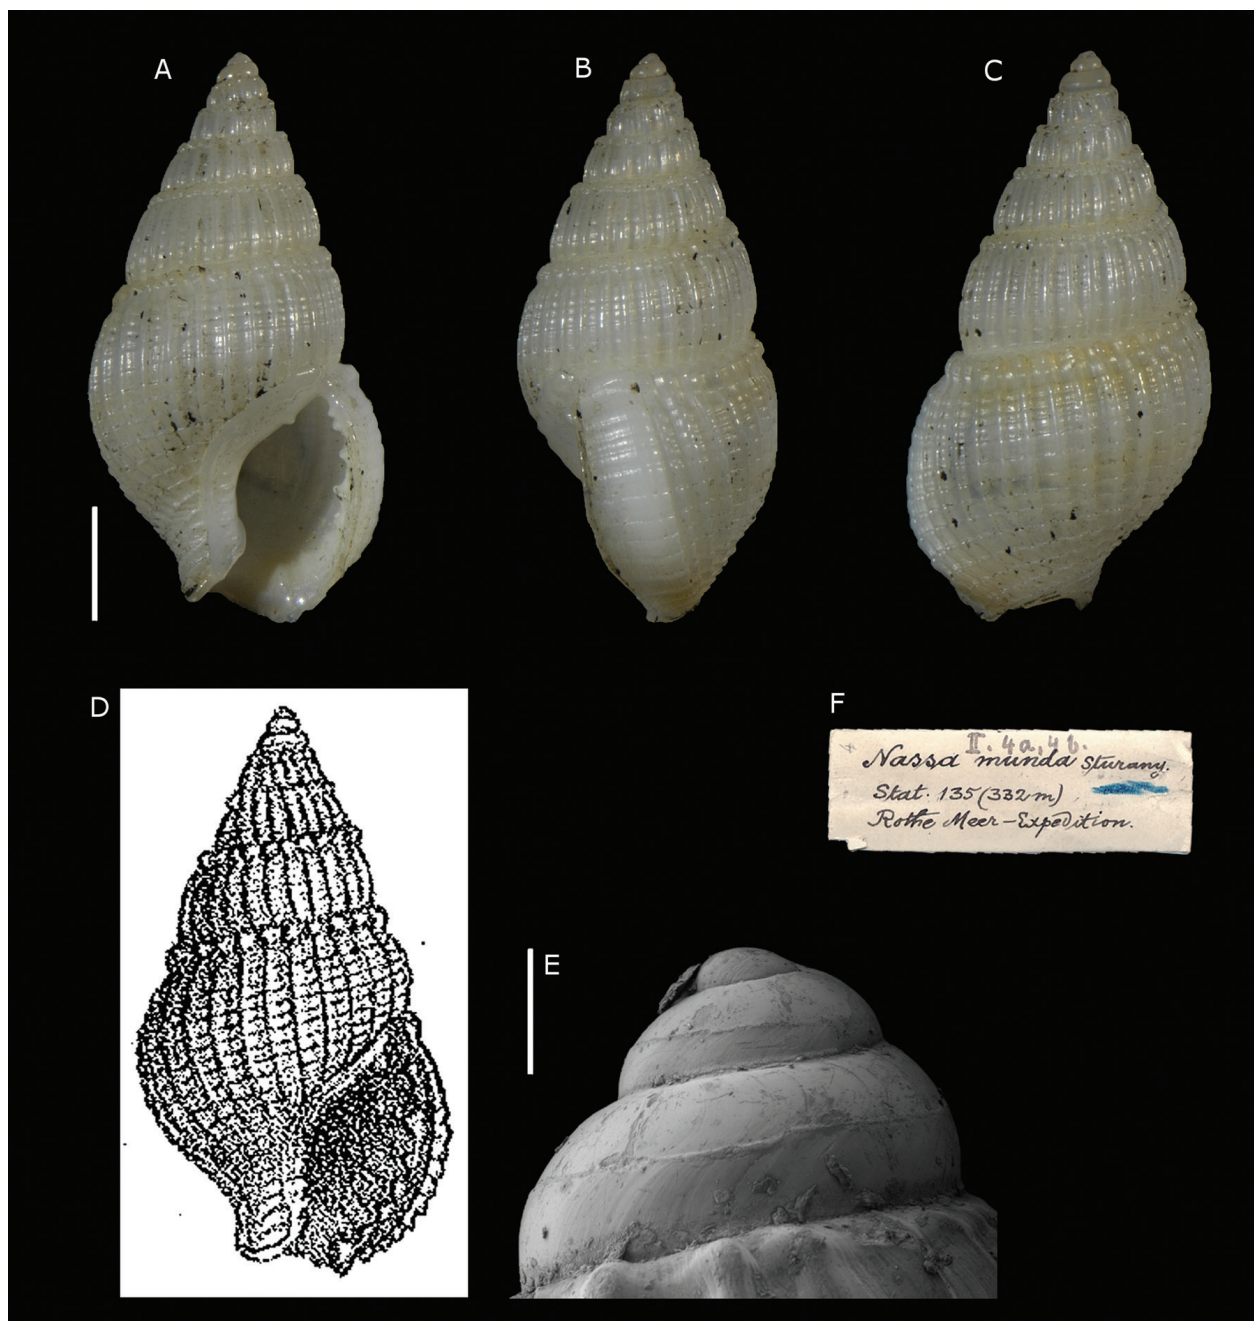 A
B
C
D
F
II. 4a, 4b.
Nassa munda Sturany.
Stat. 135 (332 m)
Rothe Meer-Expedition.
E